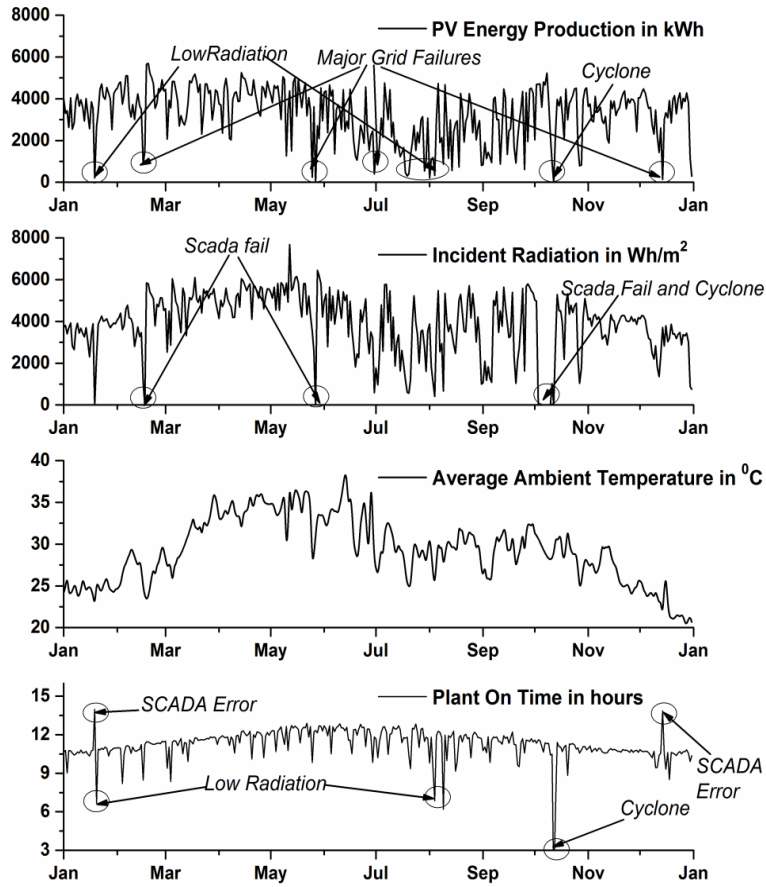 8000
PV Energy Production in kWh
LowRadiation
Major Grid Failures
6000
Cyclone
4000
2000
0
Jan Mar May Jul Sep Nov Jan
8000
Scada fail
Incident Radiation in Wh/m²
6000
Scada Fail and Cyclone
4000
2000
0
Jan Mar May Jul Sep Nov Jan
40
Average Ambient Temperature in ⁰C
35
30
25
20
Jan Mar May Jul Sep Nov Jan
15
Plant On Time in hours
SCADA Error
12
9
SCADA
Error
Low Radiation
6
Cyclone
3
Jan Mar May Jul Sep Nov Jan